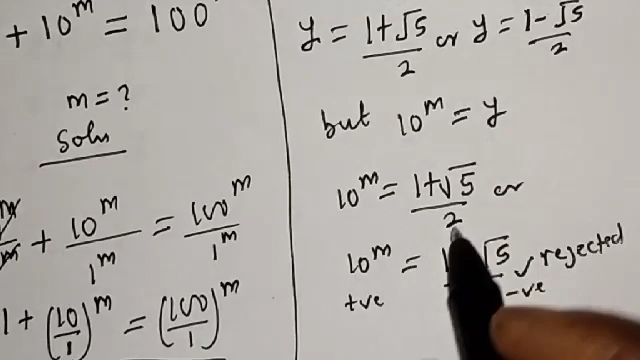 + 10^m = 100
m = ?
Soln
+ 10^m/1^m = 100^m/1^m
1 + (10/1)^m = (100/1)^m
y = 1+√5/2 or y = 1-√5/2
but 10^m = y
10^m = 1+√5/2 or
10^m = √5 ✓ rejected
+ve -ve